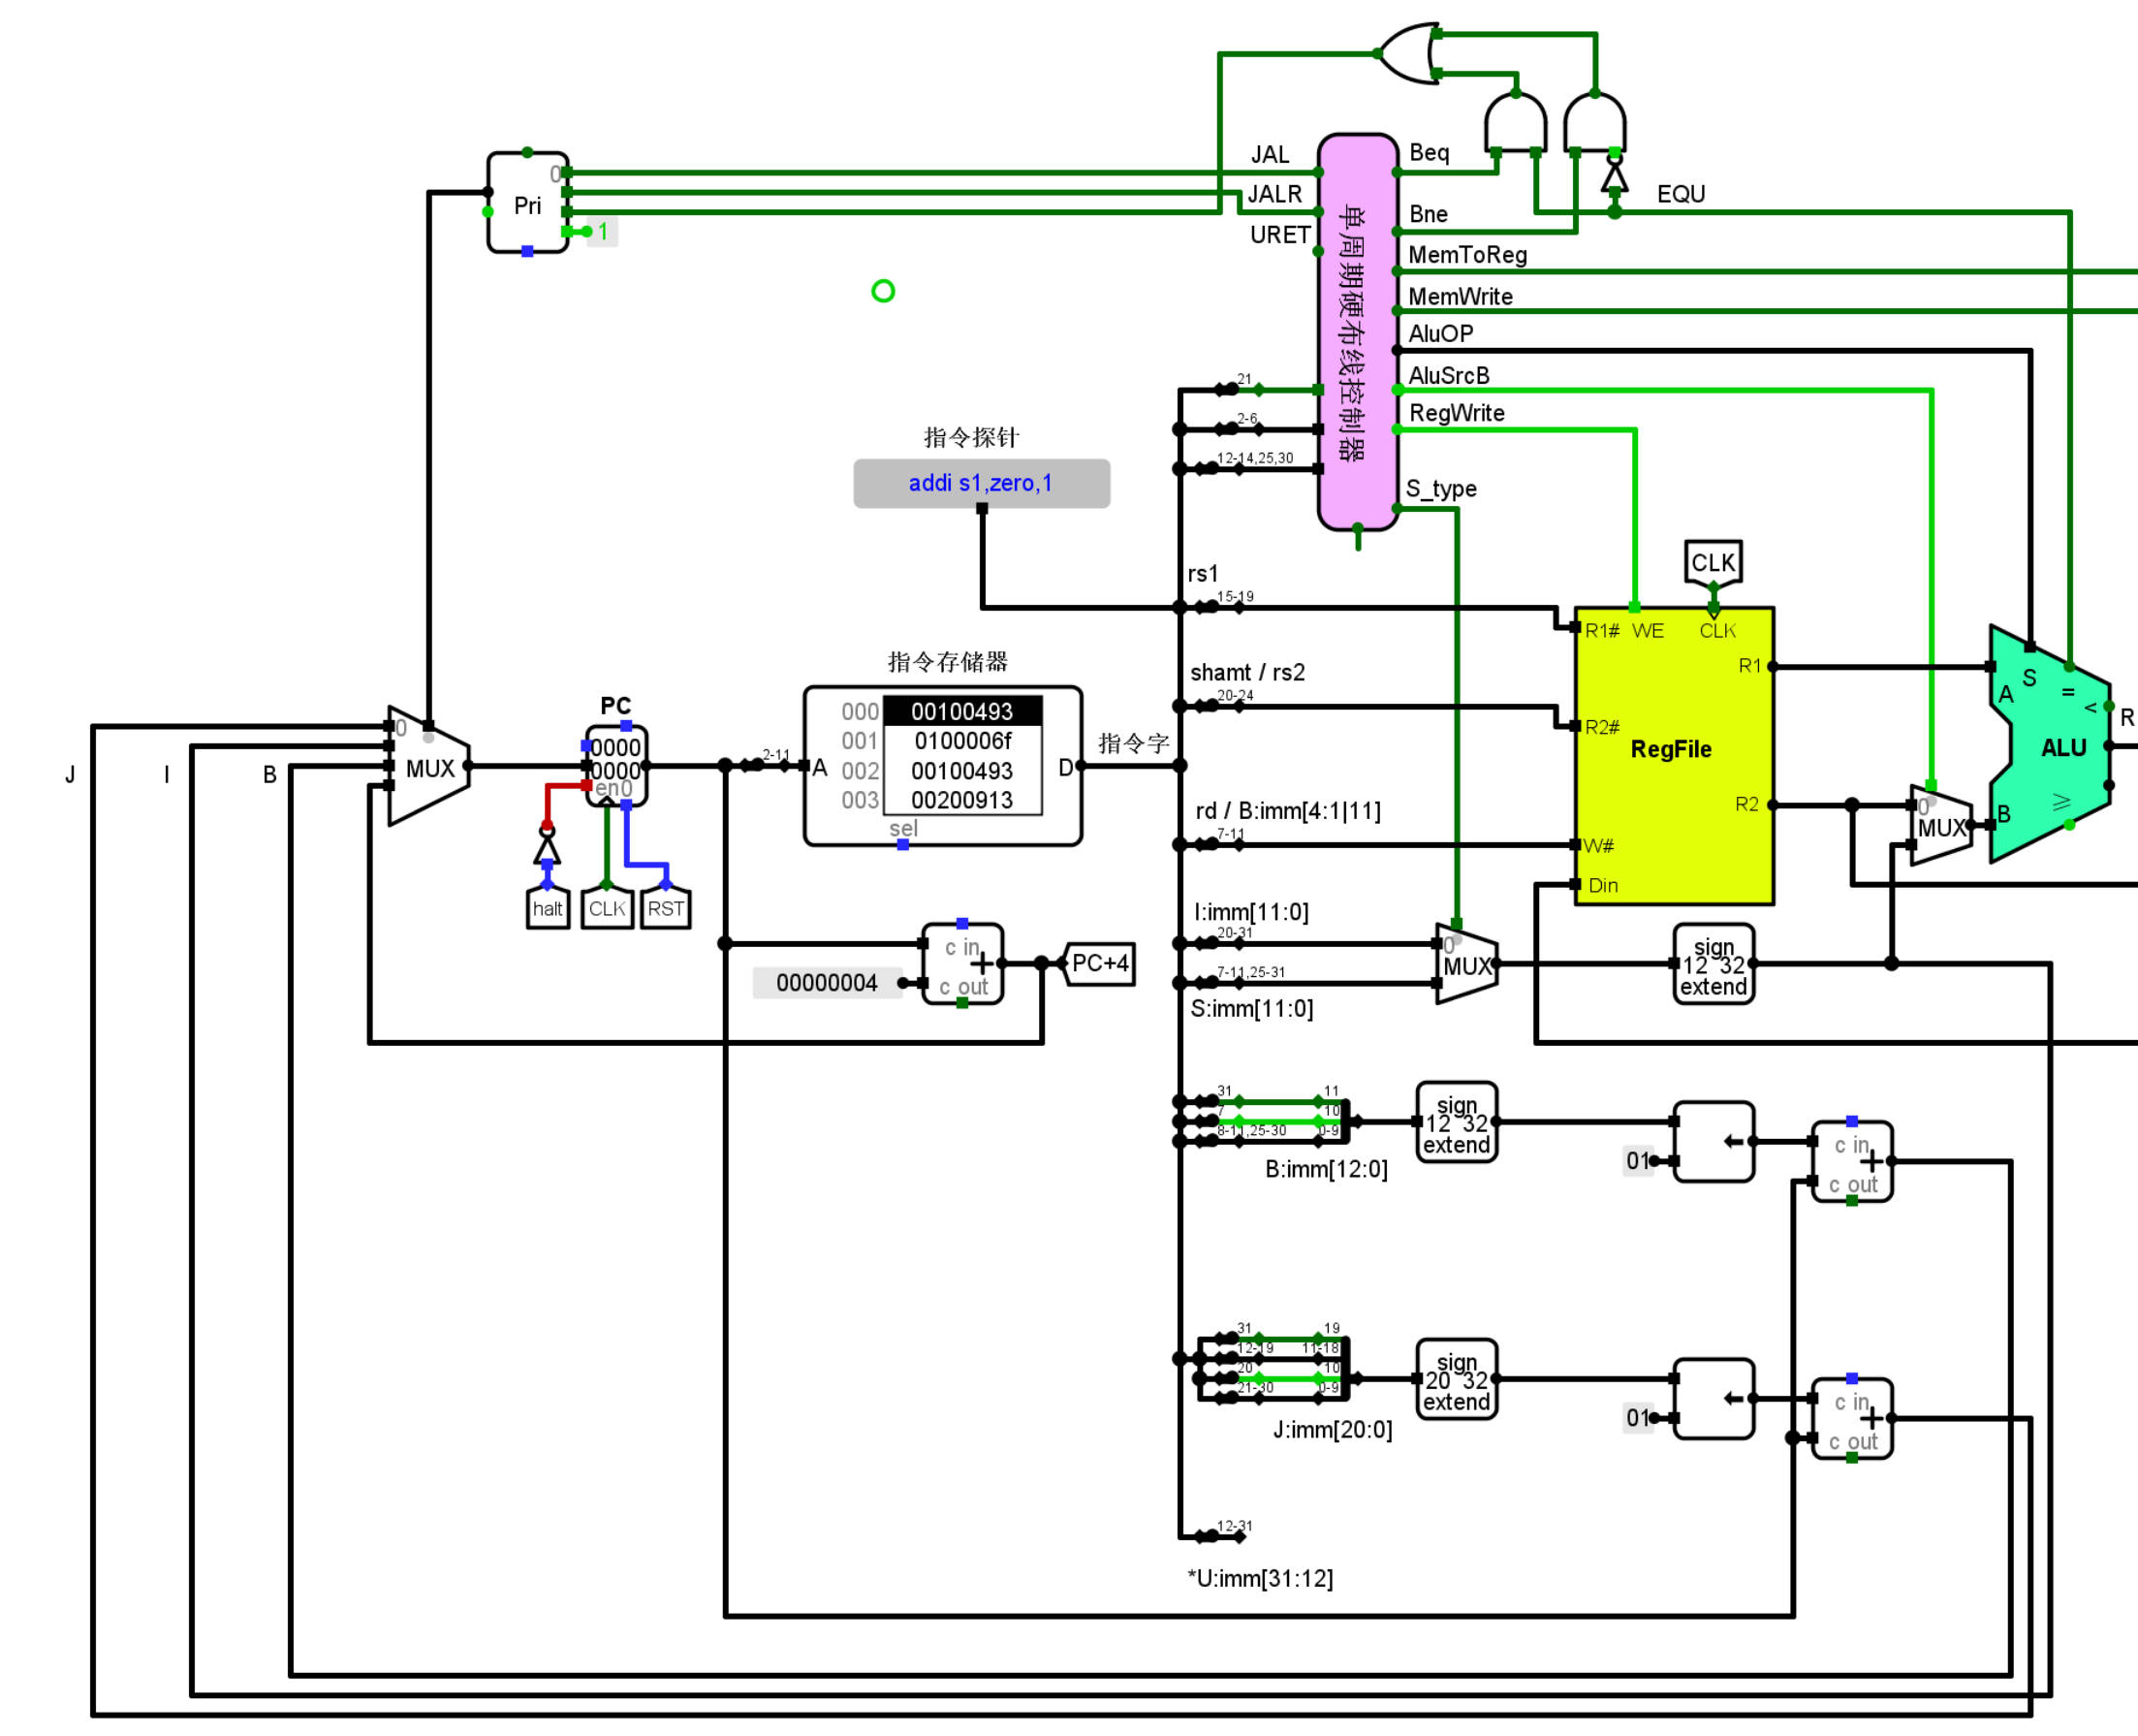 JAL
JALR
URET
0
Pri
1
单周期硬布线控制器
Beq
Bne
EQU
MemToReg
MemWrite
AluOP
AluSrcB
RegWrite
S_type
21
2-6
12-14,25,30
指令探针
addi s1,zero,1
rs1
15-19
shamt / rs2
20-24
指令字
rd / B:imm[4:1|11]
7-11
I:imm[11:0]
20-31
7-11,25-31
S:imm[11:0]
CLK
R1# WE CLK
R1
R2#
RegFile
R2
W#
Din
A
S
=
<
R
ALU
B
≥
0
MUX
J
I
B
0
MUX
PC
0000
0000
en0
halt
CLK
RST
2-11
指令存储器
A
000 00100493
001 0100006f
002 00100493
003 00200913
D
sel
c in
+
c out
00000004
PC+4
0
MUX
sign
12 32
extend
31 11
7 10
8-11,25-30 0-9
B:imm[12:0]
sign
12 32
extend
01
c in
+
c out
31 19
12-19 11-18
20 10
21-30 0-9
J:imm[20:0]
sign
20 32
extend
01
c in
+
c out
12-31
*U:imm[31:12]